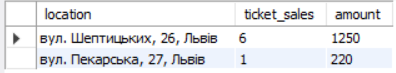 location ticket_sales amount
вул. Шептицьких, 26, Львів 6 1250
вул. Пекарська, 27, Львів 1 220